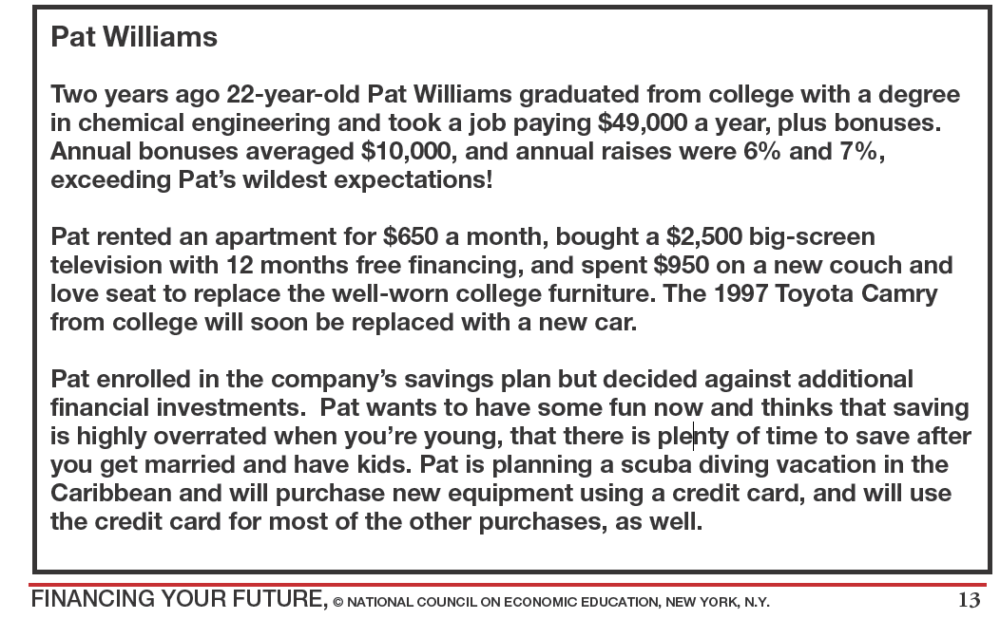 Pat Williams
Two years ago 22-year-old Pat Williams graduated from college with a degree
in chemical engineering and took a job paying $49,000 a year, plus bonuses.
Annual bonuses averaged $10,000, and annual raises were 6% and 7%,
exceeding Pat's wildest expectations!
Pat rented an apartment for $650 a month, bought a $2,500 big-screen
television with 12 months free financing, and spent $950 on a new couch and
love seat to replace the well-worn college furniture. The 1997 Toyota Camry
from college will soon be replaced with a new car.
Pat enrolled in the company's savings plan but decided against additional
financial investments.  Pat wants to have some fun now and thinks that saving
is highly overrated when you're young, that there is plenty of time to save after
you get married and have kids. Pat is planning a scuba diving vacation in the
Caribbean and will purchase new equipment using a credit card, and will use
the credit card for most of the other purchases, as well.
FINANCING YOUR FUTURE, © NATIONAL COUNCIL ON ECONOMIC EDUCATION, NEW YORK, N.Y. 13